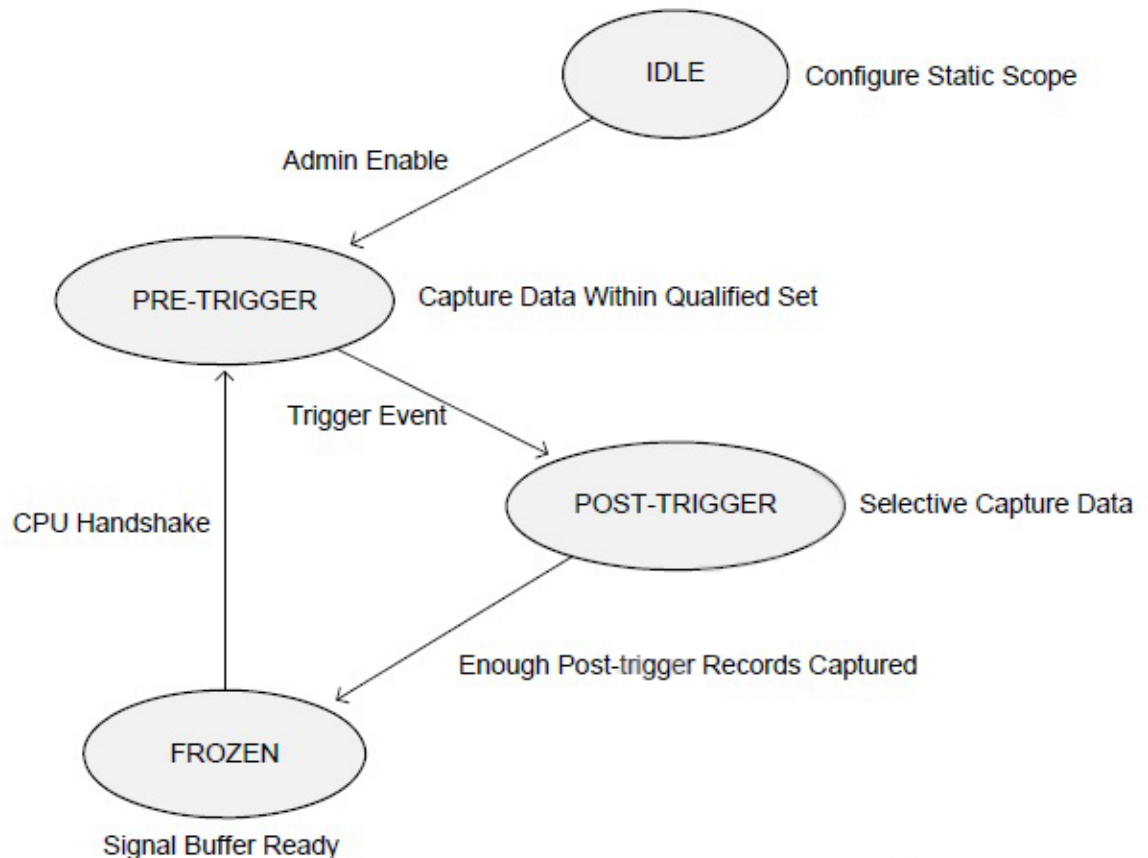 IDLE
Configure Static Scope
Admin Enable
PRE-TRIGGER
Capture Data Within Qualified Set
Trigger Event
POST-TRIGGER
Selective Capture Data
CPU Handshake
Enough Post-trigger Records Captured
FROZEN
Signal Buffer Ready